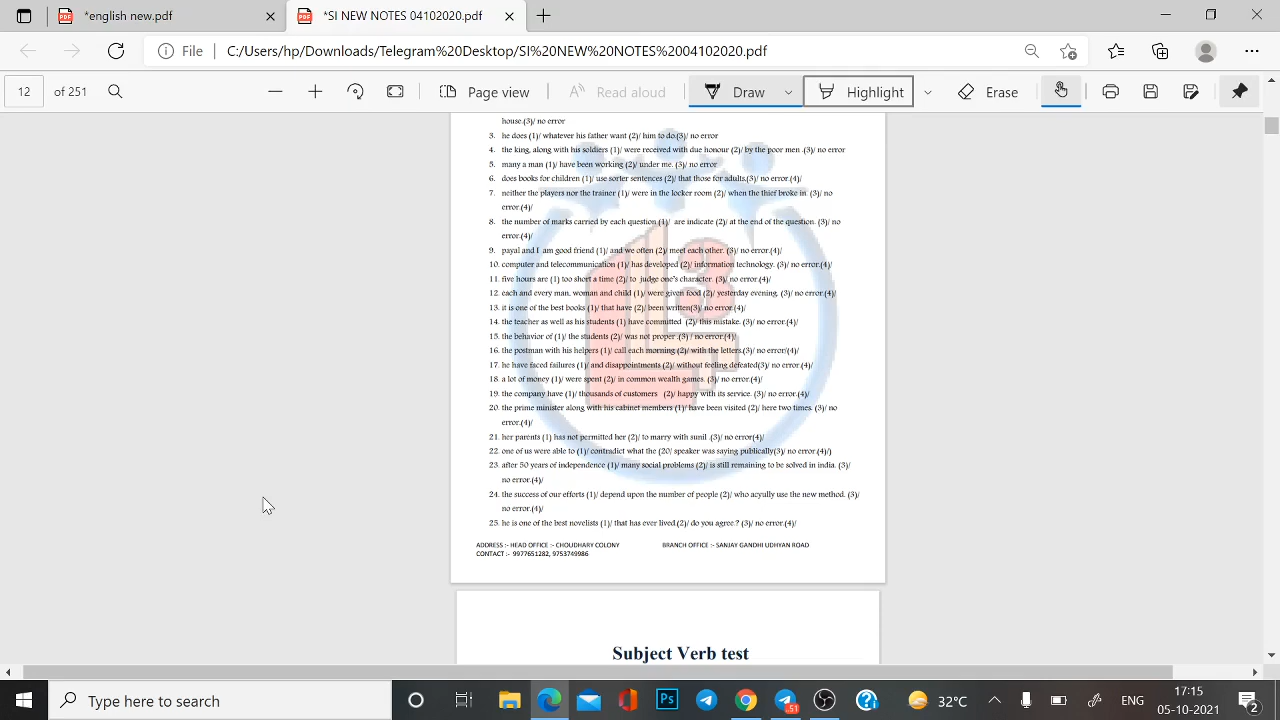 *english new.pdf
*SI NEW NOTES 04102020.pdf
File
C:/Users/hp/Downloads/Telegram%20Desktop/SI%20NEW%20NOTES%2004102020.pdf
12 of 251
Page view
Read aloud
Draw
Highlight
Erase
house.(3)/ no error
3. he does (1)/ whatever his father want (2)/ him to do.(3)/ no error
4. the king, along with his soldiers (1)/ were received with due honour (2)/ by the poor men .(3)/ no error
5. many a man (1)/ have been working (2)/ under me. (3)/ no error
6. does books for children (1)/ use sorter sentences (2)/ that those for adults.(3)/ no error.(4)/
7. neither the players nor the trainer (1)/ were in the locker room (2)/ when the thief broke in. (3)/ no
error.(4)/
8. the number of marks carried by each question (1)/ are indicate (2)/ at the end of the question. (3)/ no
error.(4)/
9. payal and I am good friend (1)/ and we often (2)/ meet each other. (3)/ no error.(4)/
10. computer and telecommunication (1)/ has developed (2)/ information technology. (3)/ no error.(4)/
11. five hours are (1) too short a time (2)/ to judge one's character. (3)/ no error.(4)/
12. each and every man, woman and child (1)/ were given food (2)/ yesterday evening. (3)/ no error.(4)/
13. it is one of the best books (1)/ that have (2)/ been written(3)/ no error.(4)/
14. the teacher as well as his students (1) have committed (2)/ this mistake. (3)/ no error.(4)/
15. the behavior of (1)/ the students (2)/ was not proper .(3) / no error.(4)/
16. the postman with his helpers (1)/ call each morning (2)/ with the letters.(3)/ no error/(4)/
17. he have faced failures (1)/ and disappointments (2)/ without feeling defeated(3)/ no error.(4)/
18. a lot of money (1)/ were spent (2)/ in common wealth games. (3)/ no error.(4)/
19. the company have (1)/ thousands of customers (2)/ happy with its service. (3)/ no error.(4)/
20. the prime minister along with his cabinet members (1)/ have been visited (2)/ here two times. (3)/ no
error.(4)/
21. her parents (1) has not permitted her (2)/ to marry with sunil .(3)/ no error(4)/
22. one of us were able to (1)/ contradict what the (20/ speaker was saying publically(3)/ no error.(4)/)
23. after 50 years of independence (1)/ many social problems (2)/ is still remaining to be solved in india. (3)/
no error.(4)/
24. the success of our efforts (1)/ depend upon the number of people (2)/ who acyully use the new method. (3)/
no error.(4)/
25. he is one of the best novelists (1)/ that has ever lived.(2)/ do you agree.? (3)/ no error.(4)/
ADDRESS :- HEAD OFFICE :- CHOUDHARY COLONY BRANCH OFFICE :- SANJAY GANDHI UDHYAN ROAD
CONTACT :- 9977651282, 9753749986
Subject Verb test
Type here to search
Ps
51
32°C
ENG
17:15
05-10-2021
2